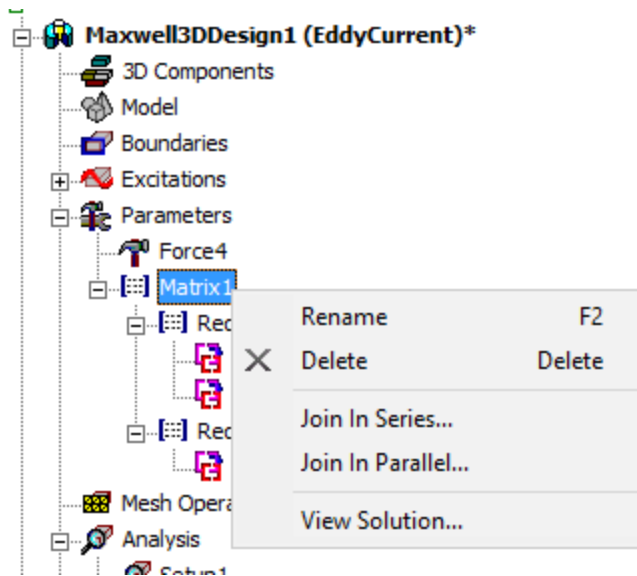 Maxwell3DDesign1 (EddyCurrent)*
3D Components
Model
Boundaries
Excitations
Parameters
Force4
Matrix1
Rename F2
Delete Delete
Join In Series...
Join In Parallel...
View Solution...
Mesh
Analysis
Setup1